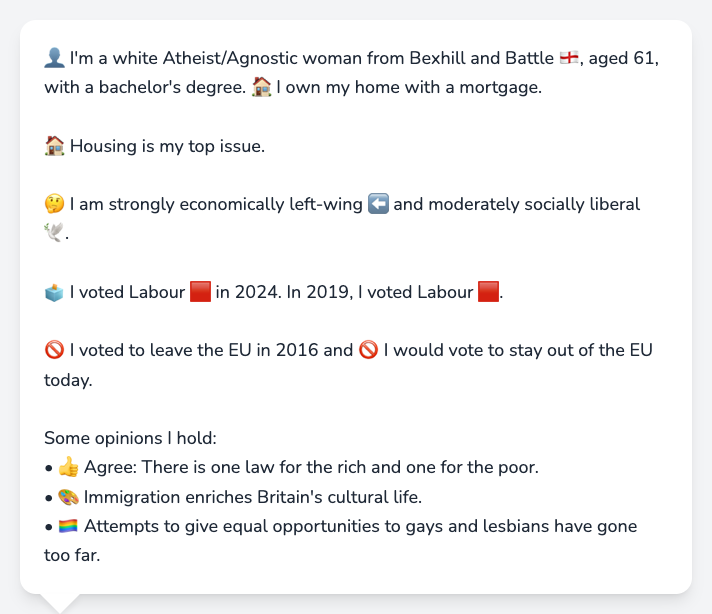 👤 I'm a white Atheist/Agnostic woman from Bexhill and Battle 🏴󠁧󠁢󠁥󠁮󠁧󠁿, aged 61,
with a bachelor's degree. 🏠 I own my home with a mortgage.
🏠 Housing is my top issue.
🤔 I am strongly economically left-wing ⬅️ and moderately socially liberal
🕊️.
🗳️ I voted Labour 🟥 in 2024. In 2019, I voted Labour 🟥.
🚫 I voted to leave the EU in 2016 and 🚫 I would vote to stay out of the EU
today.
Some opinions I hold:
• 👍 Agree: There is one law for the rich and one for the poor.
• 🎨 Immigration enriches Britain's cultural life.
• 🏳️‍🌈 Attempts to give equal opportunities to gays and lesbians have gone
too far.